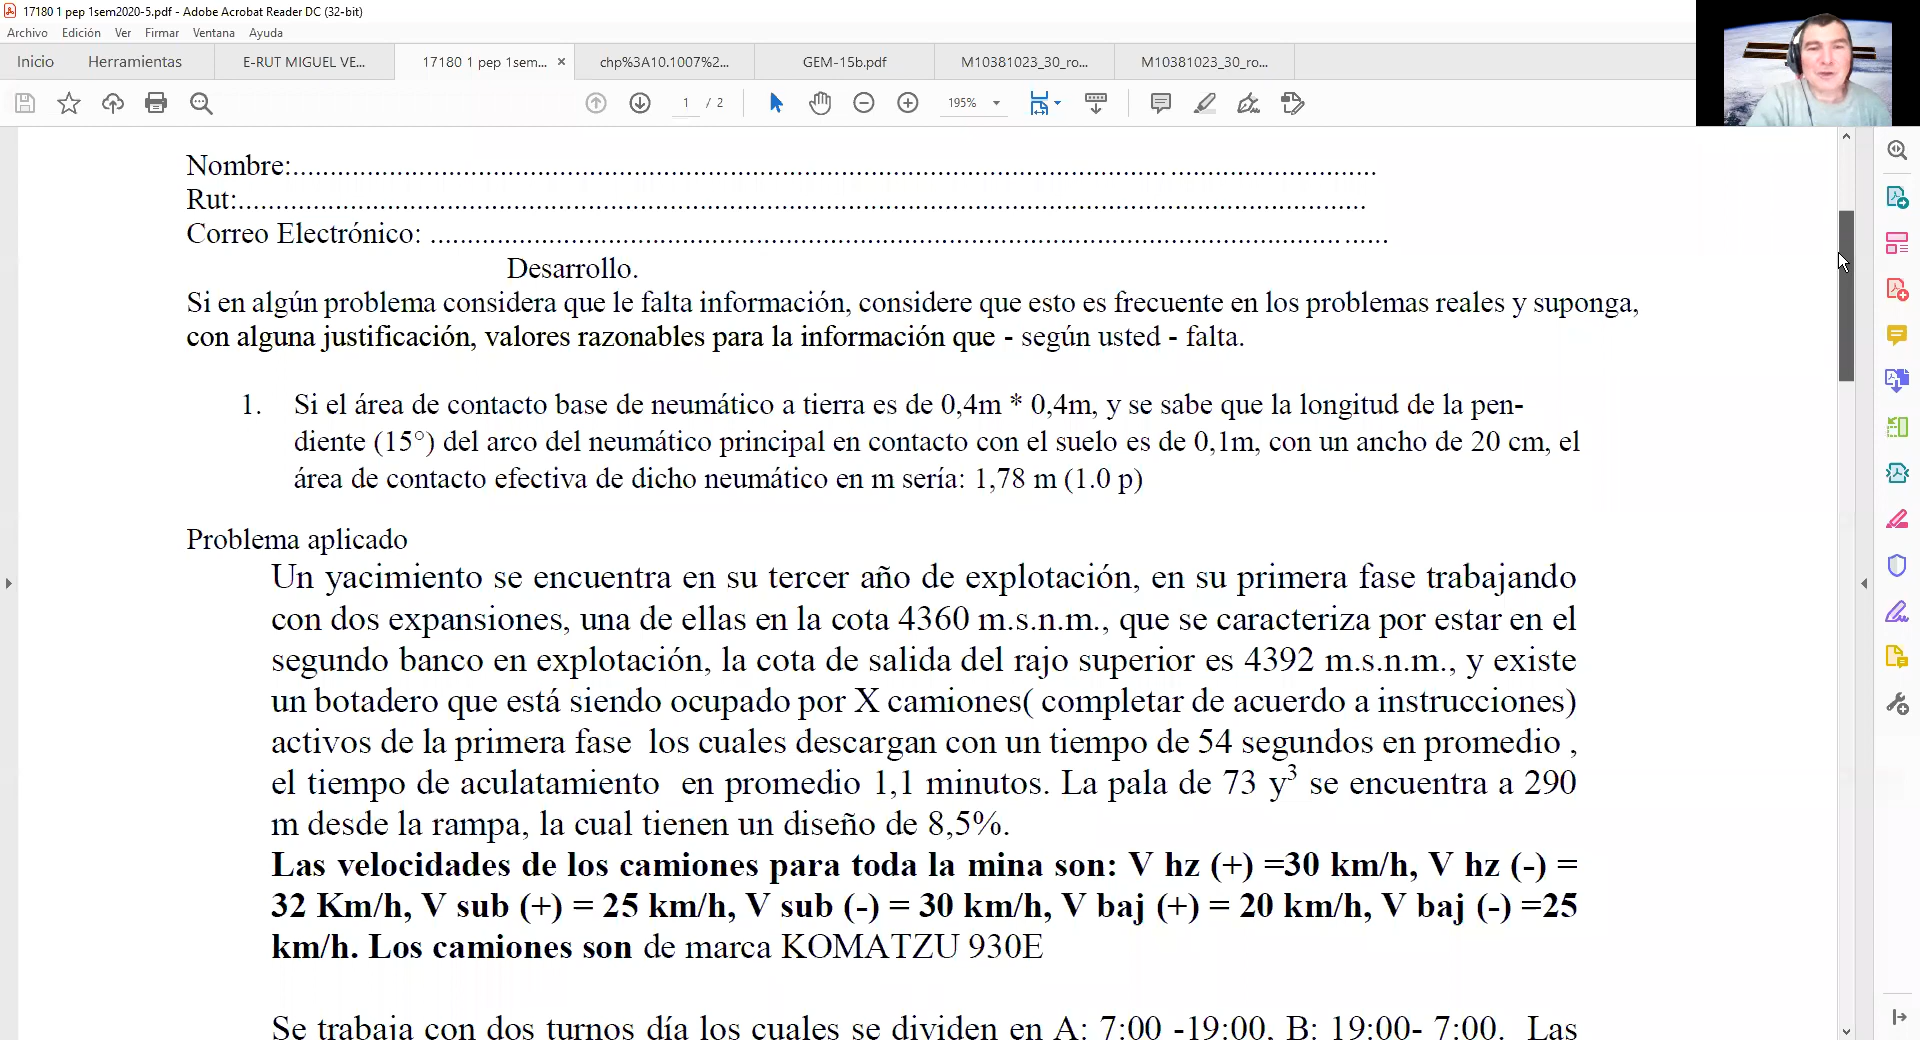 17180 1 pep 1sem2020-5.pdf - Adobe Acrobat Reader DC (32-bit)
Archivo Edición Ver Firmar Ventana Ayuda
Inicio Herramientas E-RUT MIGUEL VE... 17180 1 pep 1sem... × chp%3A10.1007%2... GEM-15b.pdf M10381023_30_ro... M10381023_30_ro...
1 / 2 195%
Nombre:..........................................................................................................................................
Rut:..............................................................................................................................................
Correo Electrónico: ..........................................................................................................................
Desarrollo.
Si en algún problema considera que le falta información, considere que esto es frecuente en los problemas reales y suponga,
con alguna justificación, valores razonables para la información que - según usted - falta.
1. Si el área de contacto base de neumático a tierra es de 0,4m * 0,4m, y se sabe que la longitud de la pen-
diente (15°) del arco del neumático principal en contacto con el suelo es de 0,1m, con un ancho de 20 cm, el
área de contacto efectiva de dicho neumático en m sería: 1,78 m (1.0 p)
Problema aplicado
Un yacimiento se encuentra en su tercer año de explotación, en su primera fase trabajando
con dos expansiones, una de ellas en la cota 4360 m.s.n.m., que se caracteriza por estar en el
segundo banco en explotación, la cota de salida del rajo superior es 4392 m.s.n.m., y existe
un botadero que está siendo ocupado por X camiones( completar de acuerdo a instrucciones)
activos de la primera fase los cuales descargan con un tiempo de 54 segundos en promedio ,
el tiempo de aculatamiento en promedio 1,1 minutos. La pala de 73 y³ se encuentra a 290
m desde la rampa, la cual tienen un diseño de 8,5%.
Las velocidades de los camiones para toda la mina son: V hz (+) =30 km/h, V hz (-) =
32 Km/h, V sub (+) = 25 km/h, V sub (-) = 30 km/h, V baj (+) = 20 km/h, V baj (-) =25
km/h. Los camiones son de marca KOMATZU 930E
Se trabaja con dos turnos día los cuales se dividen en A: 7:00 -19:00, B: 19:00- 7:00. Las